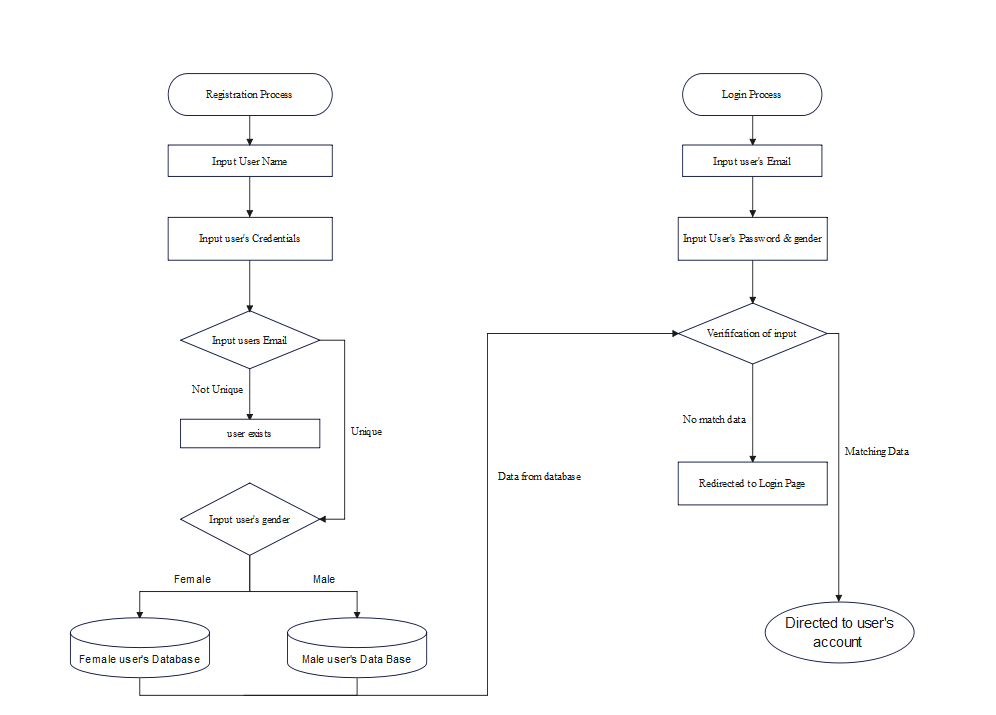 Registration Process
Input User Name
Input user's Credentials
Input users Email
Not Unique
user exists
Unique
Input user's gender
Female
Male
Female user's Database
Male user's Data Base
Data from database
Login Process
Input user's Email
Input User's Password & gender
Verififcation of input
No match data
Matching Data
Redirected to Login Page
Directed to user's
account